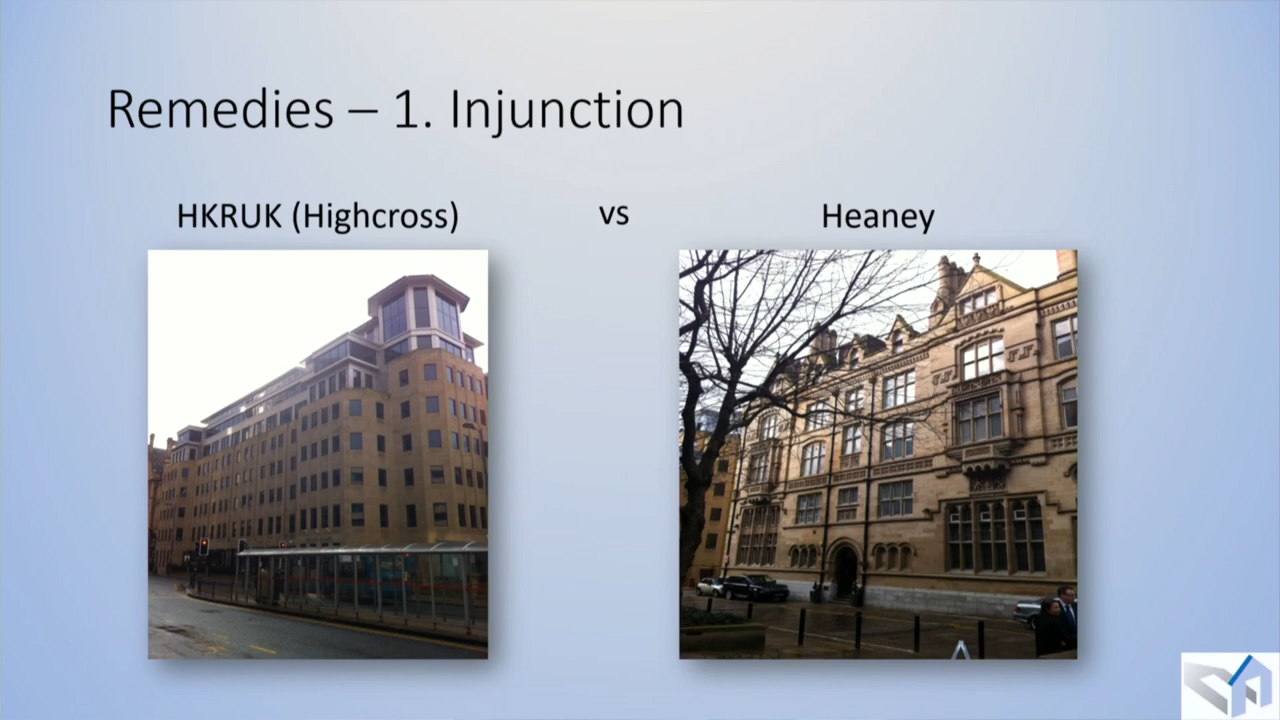 Remedies – 1. Injunction
HKRUK (Highcross) vs Heaney